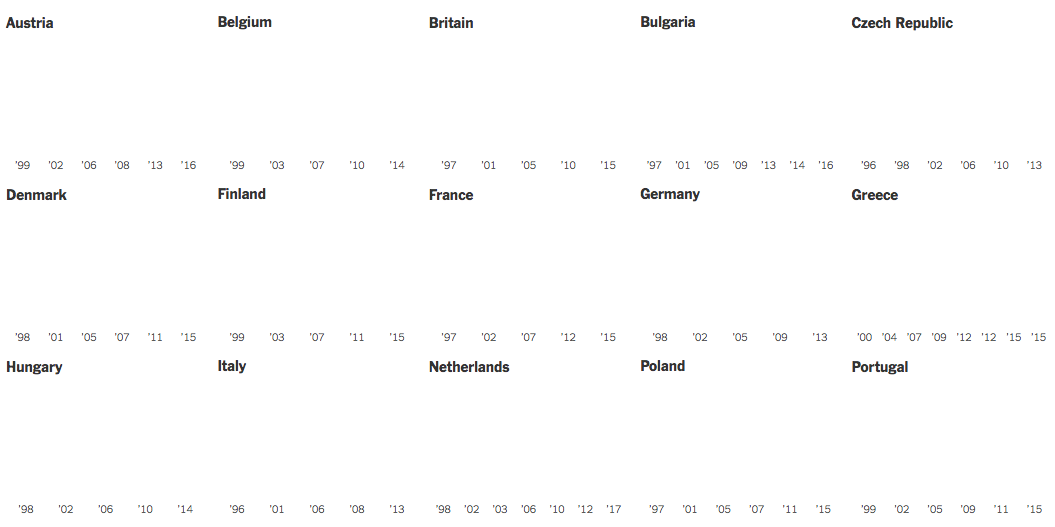 Austria Belgium Britain Bulgaria Czech Republic
’99 ’02 ’06 ’08 ’13 ’16 ’99 ’03 ’07 ’10 ’14 ’97 ’01 ’05 ’10 ’15 ’97 ’01 ’05 ’09 ’13 ’14 ’16 ’96 ’98 ’02 ’06 ’10 ’13
Denmark Finland France Germany Greece
’98 ’01 ’05 ’07 ’11 ’15 ’99 ’03 ’07 ’11 ’15 ’97 ’02 ’07 ’12 ’15 ’98 ’02 ’05 ’09 ’13 ’00 ’04 ’07 ’09 ’12 ’12 ’15 ’15
Hungary Italy Netherlands Poland Portugal
’98 ’02 ’06 ’10 ’14 ’96 ’01 ’06 ’08 ’13 ’98 ’02 ’03 ’06 ’10 ’12 ’17 ’97 ’01 ’05 ’07 ’11 ’15 ’99 ’02 ’05 ’09 ’11 ’15